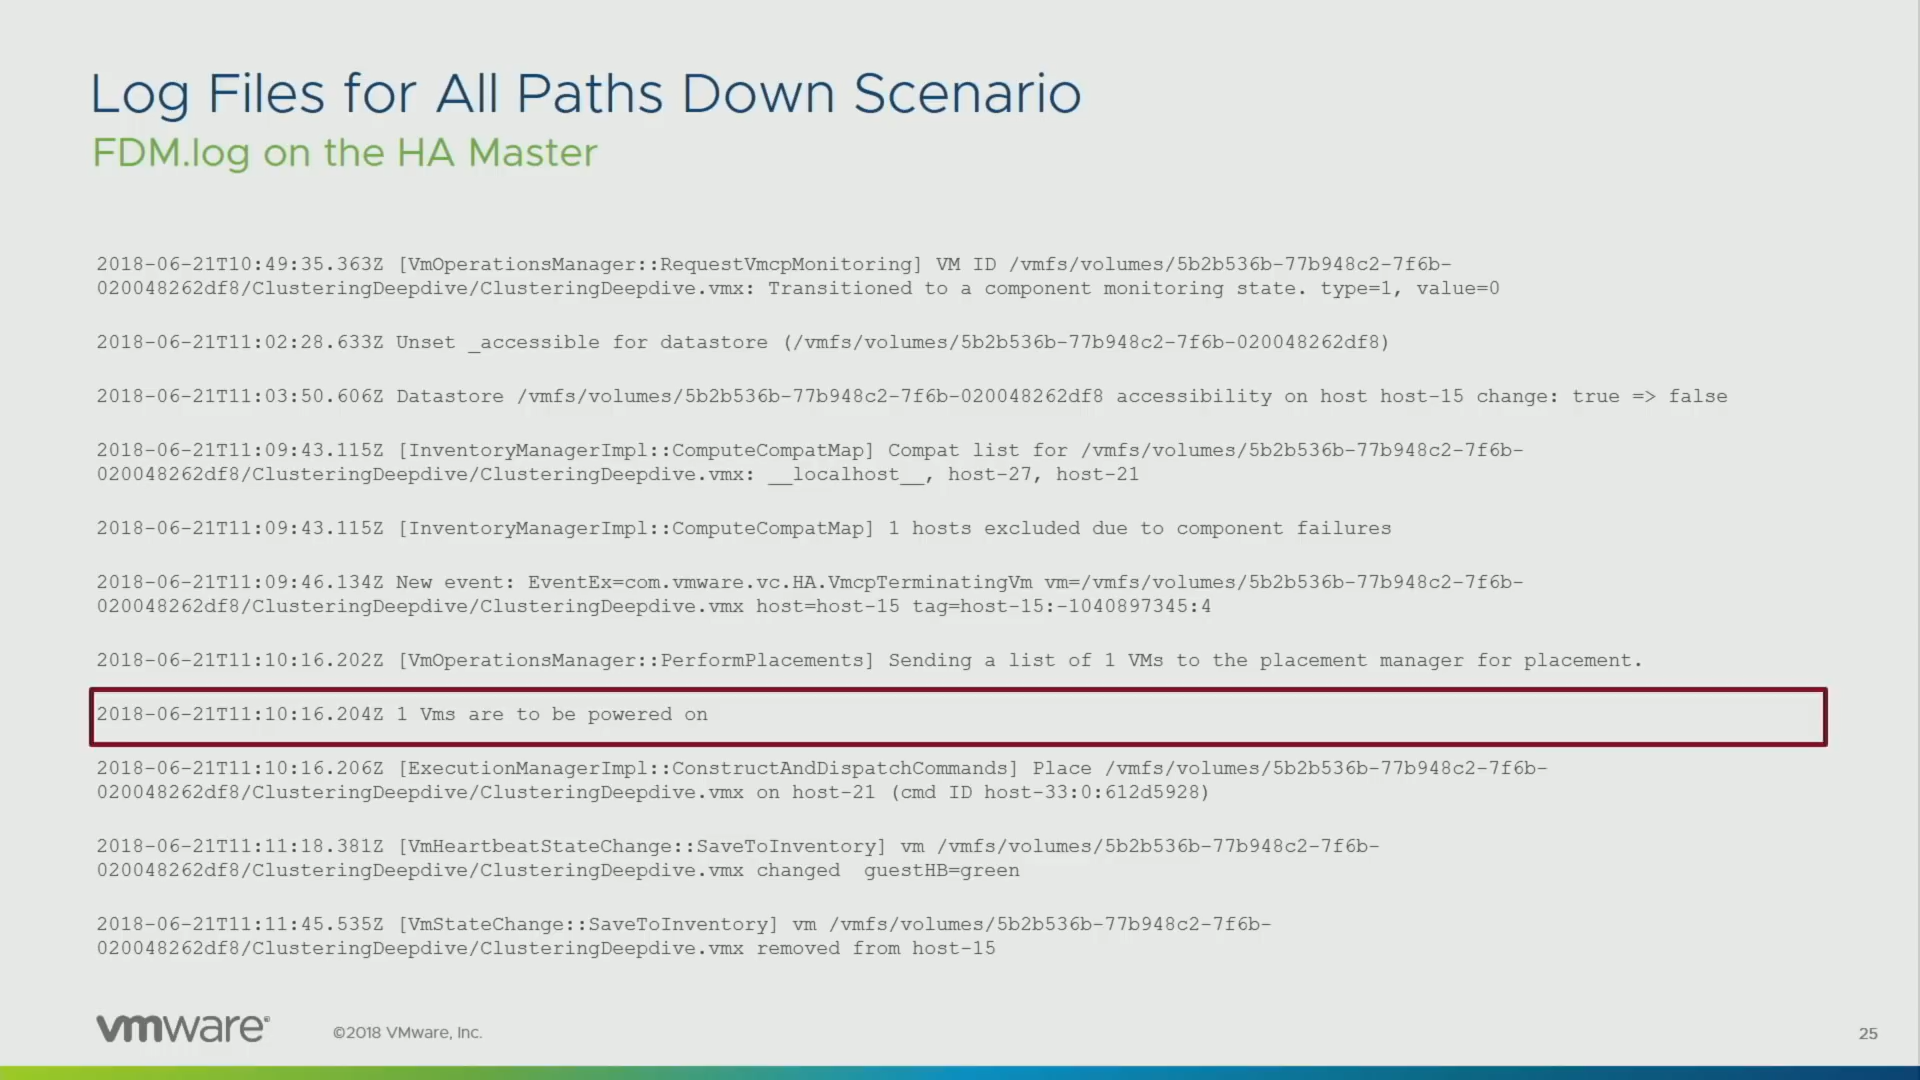 Log Files for All Paths Down Scenario
FDM.log on the HA Master
2018-06-21T10:49:35.363Z [VmOperationsManager::RequestVmcpMonitoring] VM ID /vmfs/volumes/5b2b536b-77b948c2-7f6b-
020048262df8/ClusteringDeepdive/ClusteringDeepdive.vmx: Transitioned to a component monitoring state. type=1, value=0
2018-06-21T11:02:28.633Z Unset _accessible for datastore (/vmfs/volumes/5b2b536b-77b948c2-7f6b-020048262df8)
2018-06-21T11:03:50.606Z Datastore /vmfs/volumes/5b2b536b-77b948c2-7f6b-020048262df8 accessibility on host host-15 change: true => false
2018-06-21T11:09:43.115Z [InventoryManagerImpl::ComputeCompatMap] Compat list for /vmfs/volumes/5b2b536b-77b948c2-7f6b-
020048262df8/ClusteringDeepdive/ClusteringDeepdive.vmx: __localhost__, host-27, host-21
2018-06-21T11:09:43.115Z [InventoryManagerImpl::ComputeCompatMap] 1 hosts excluded due to component failures
2018-06-21T11:09:46.134Z New event: EventEx=com.vmware.vc.HA.VmcpTerminatingVm vm=/vmfs/volumes/5b2b536b-77b948c2-7f6b-
020048262df8/ClusteringDeepdive/ClusteringDeepdive.vmx host=host-15 tag=host-15:-1040897345:4
2018-06-21T11:10:16.202Z [VmOperationsManager::PerformPlacements] Sending a list of 1 VMs to the placement manager for placement.
2018-06-21T11:10:16.204Z 1 Vms are to be powered on
2018-06-21T11:10:16.206Z [ExecutionManagerImpl::ConstructAndDispatchCommands] Place /vmfs/volumes/5b2b536b-77b948c2-7f6b-
020048262df8/ClusteringDeepdive/ClusteringDeepdive.vmx on host-21 (cmd ID host-33:0:612d5928)
2018-06-21T11:11:18.381Z [VmHeartbeatStateChange::SaveToInventory] vm /vmfs/volumes/5b2b536b-77b948c2-7f6b-
020048262df8/ClusteringDeepdive/ClusteringDeepdive.vmx changed  guestHB=green
2018-06-21T11:11:45.535Z [VmStateChange::SaveToInventory] vm /vmfs/volumes/5b2b536b-77b948c2-7f6b-
020048262df8/ClusteringDeepdive/ClusteringDeepdive.vmx removed from host-15
vmware® ©2018 VMware, Inc. 25